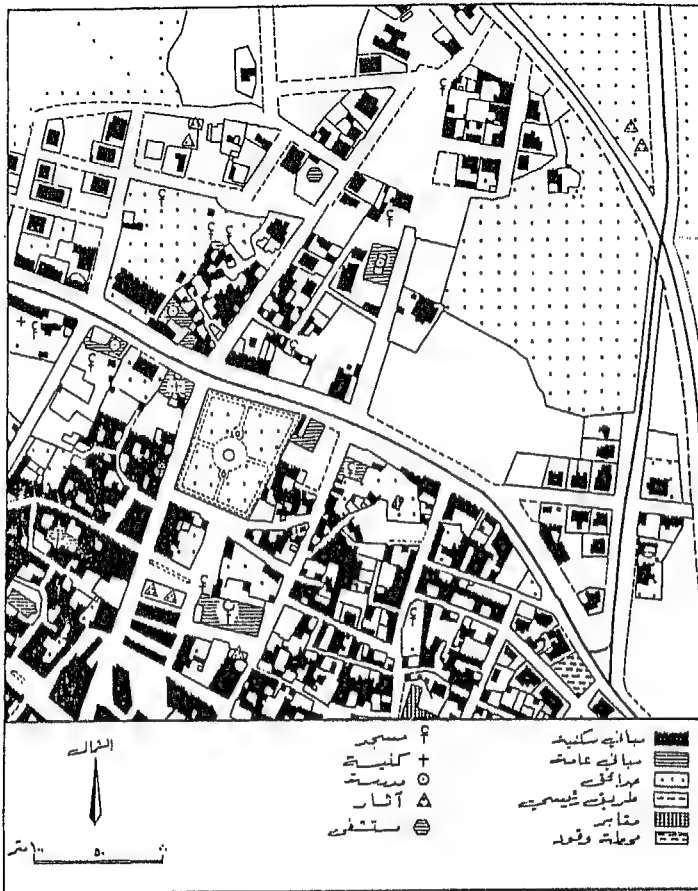 مباني سكنية
مباني عامة
حدائق
طريق رئيسي
مقابر
محطة وقود
مسجد
كنيسة
مدرسة
آثار
مستشفى
الشمال
١٠٠ متر ٥٠ ٠